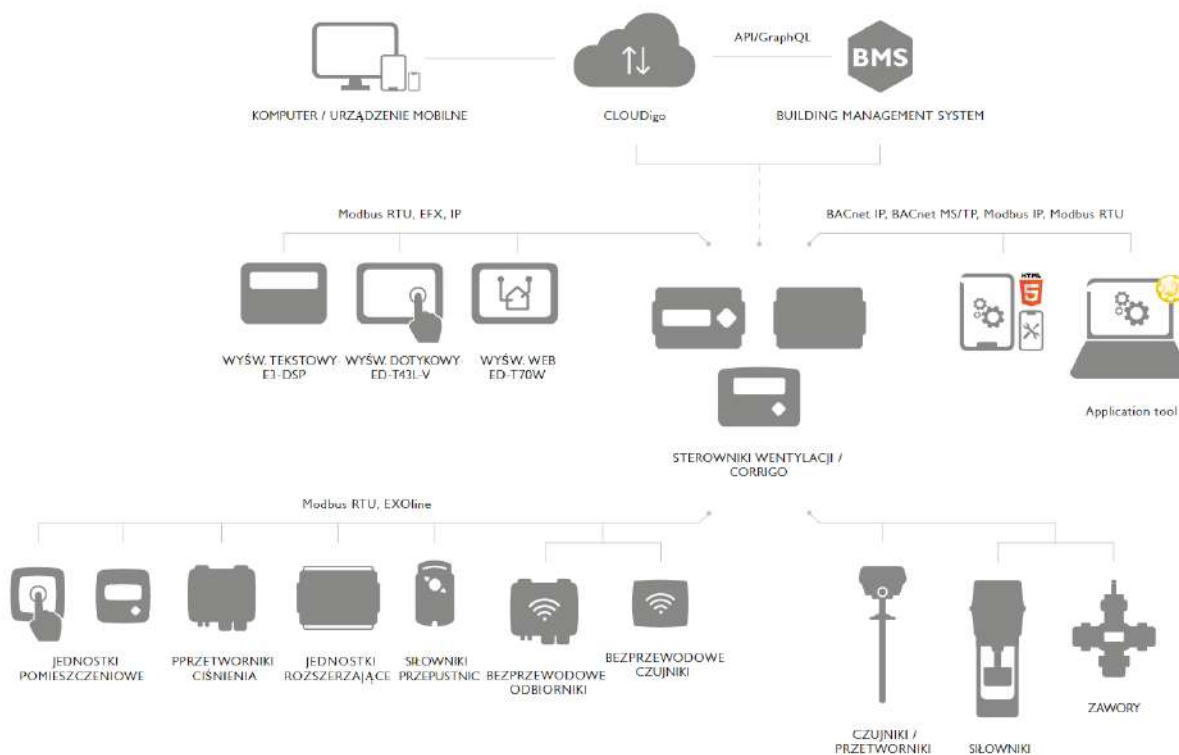 API/GraphQL
BMS
KOMPUTER / URZĄDZENIE MOBILNE
CLOUDigo
BUILDING MANAGEMENT SYSTEM
Modbus RTU, EFX, IP
BACnet IP, BACnet MS/TP, Modbus IP, Modbus RTU
HTML
5
WYŚW. TEKSTOWY-
E3-DSP
WYŚW. DOTYKOWY-
ED-T43L-V
WYŚW. WEB
ED-T70W
Application tool
STEROWNIKI WENTYLACJI /
CORRIGO
Modbus RTU, EXOline
JEDNOSTKI
POMIESZCZENIOWE
PPRZETWORNIKI
CIŚNIENIA
JEDNOSTKI
ROZSZERZAJĄCE
SIŁOWNIKI
PRZEPUSTNIC
BEZPRZEWODOWE
ODBIORNIKI
BEZPRZEWODOWE
CZUJNIKI
CZUJNIKI /
PRZETWORNIKI
SIŁOWNIKI
ZAWORY